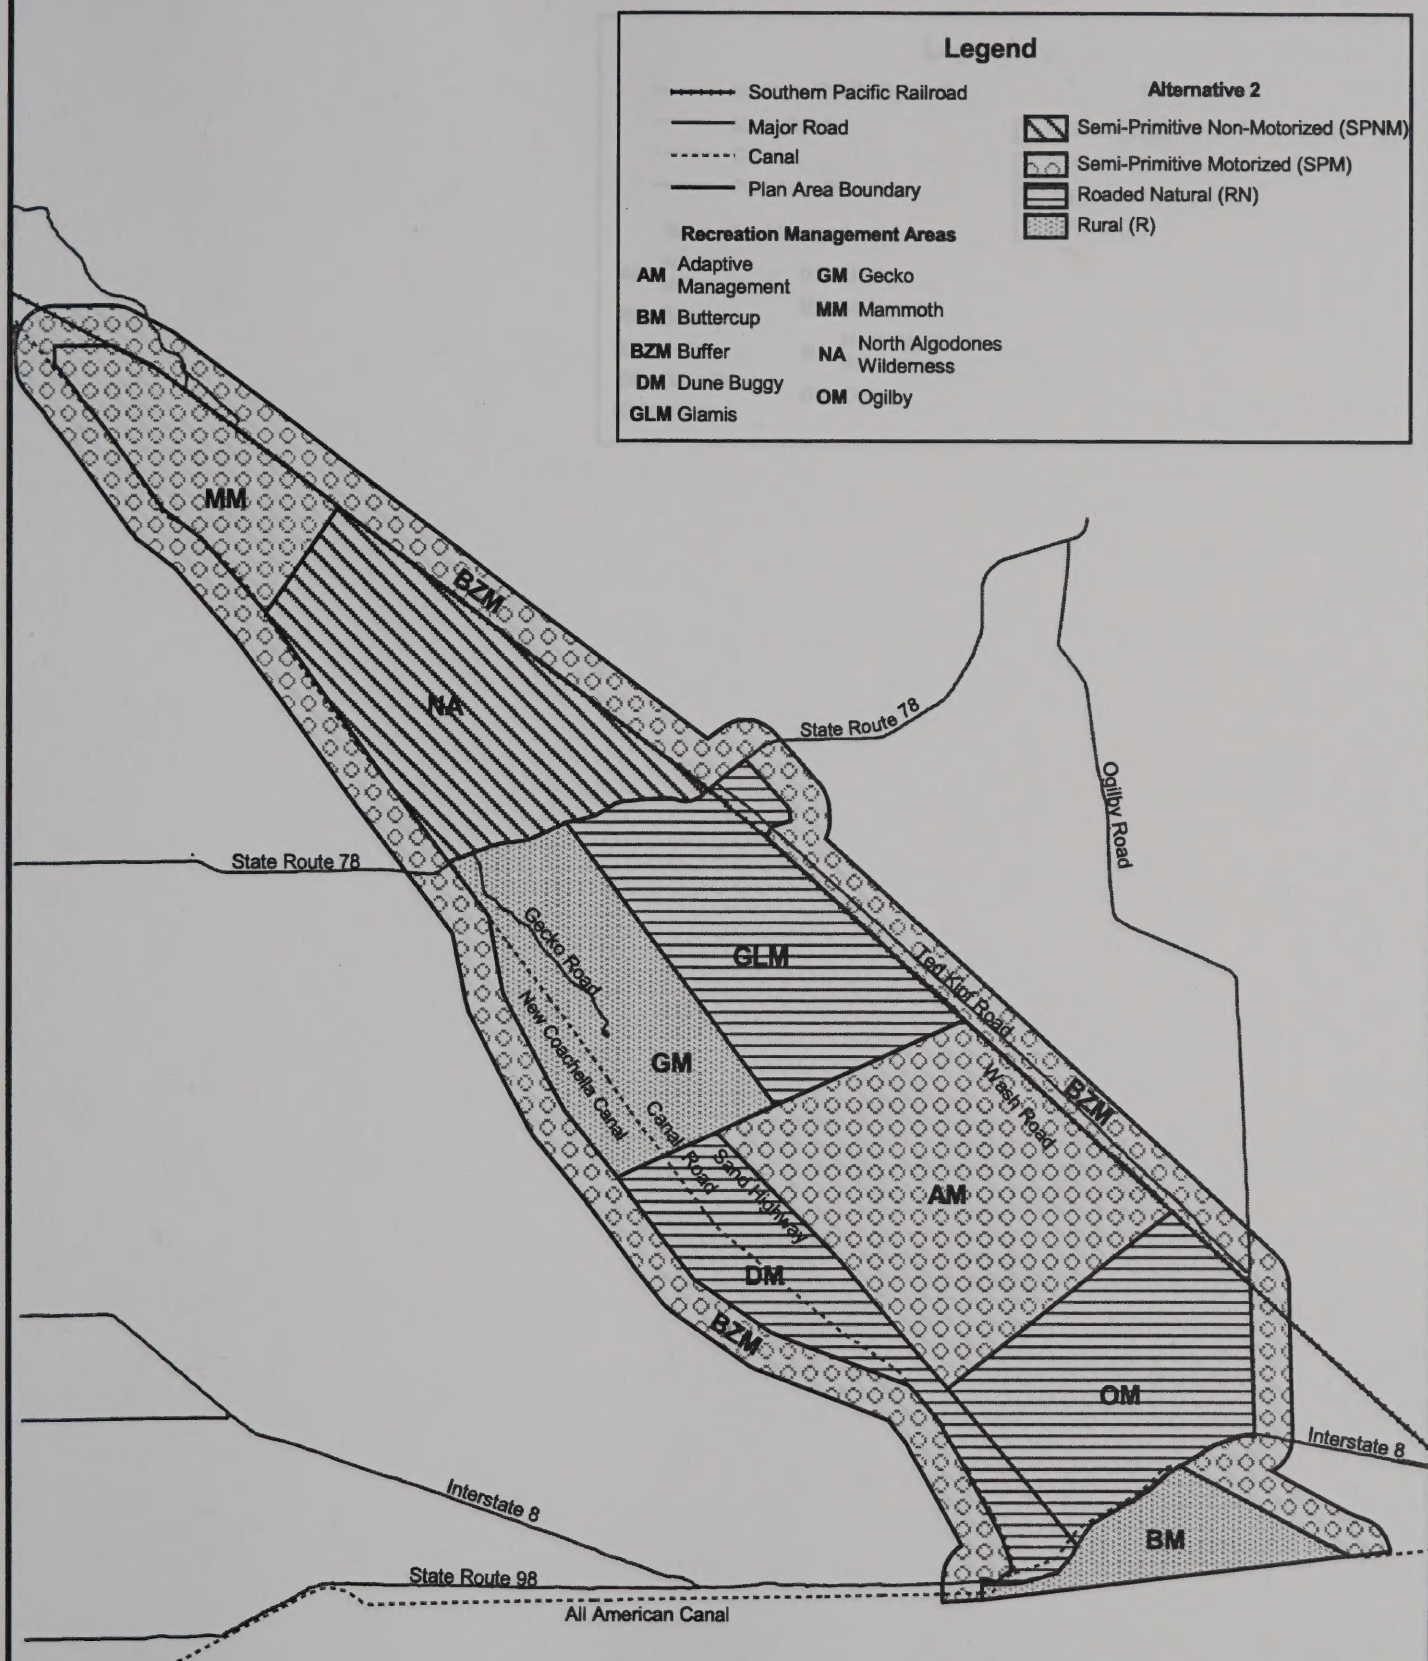 Legend
Southern Pacific Railroad
Major Road
Canal
Plan Area Boundary
Alternative 2
Semi-Primitive Non-Motorized (SPNM)
Semi-Primitive Motorized (SPM)
Roaded Natural (RN)
Rural (R)
Recreation Management Areas
AM Adaptive
Management
BM Buttercup
BZM Buffer
DM Dune Buggy
GLM Glamis
GM Gecko
MM Mammoth
NA North Algodones
Wilderness
OM Ogilby
MM
BZM
NA
State Route 78
Ogilby Road
State Route 78
Gecko Road
GLM
Ted Kipf Road
New Coachella Canal
GM
Canal Road
Wash Road
BZM
Sand Highway
AM
DM
BZM
OM
Interstate 8
Interstate 8
BM
State Route 98
All American Canal